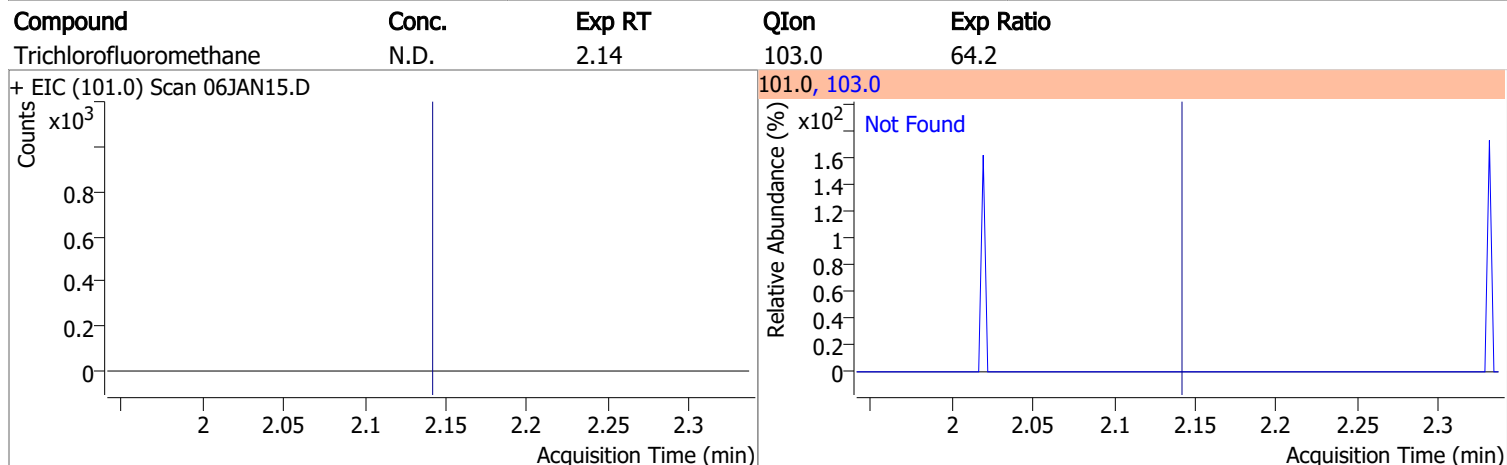 Compound Conc. Exp RT QIon Exp Ratio
Trichlorofluoromethane N.D. 2.14 103.0 64.2
+ EIC (101.0) Scan 06JAN15.D
Counts
x10³
0.8
0.6
0.4
0.2
0
2 2.05 2.1 2.15 2.2 2.25 2.3
Acquisition Time (min)
101.0, 103.0
Relative Abundance (%)
x10²
Not Found
1.6
1.4
1.2
1
0.8
0.6
0.4
0.2
0
2 2.05 2.1 2.15 2.2 2.25 2.3
Acquisition Time (min)